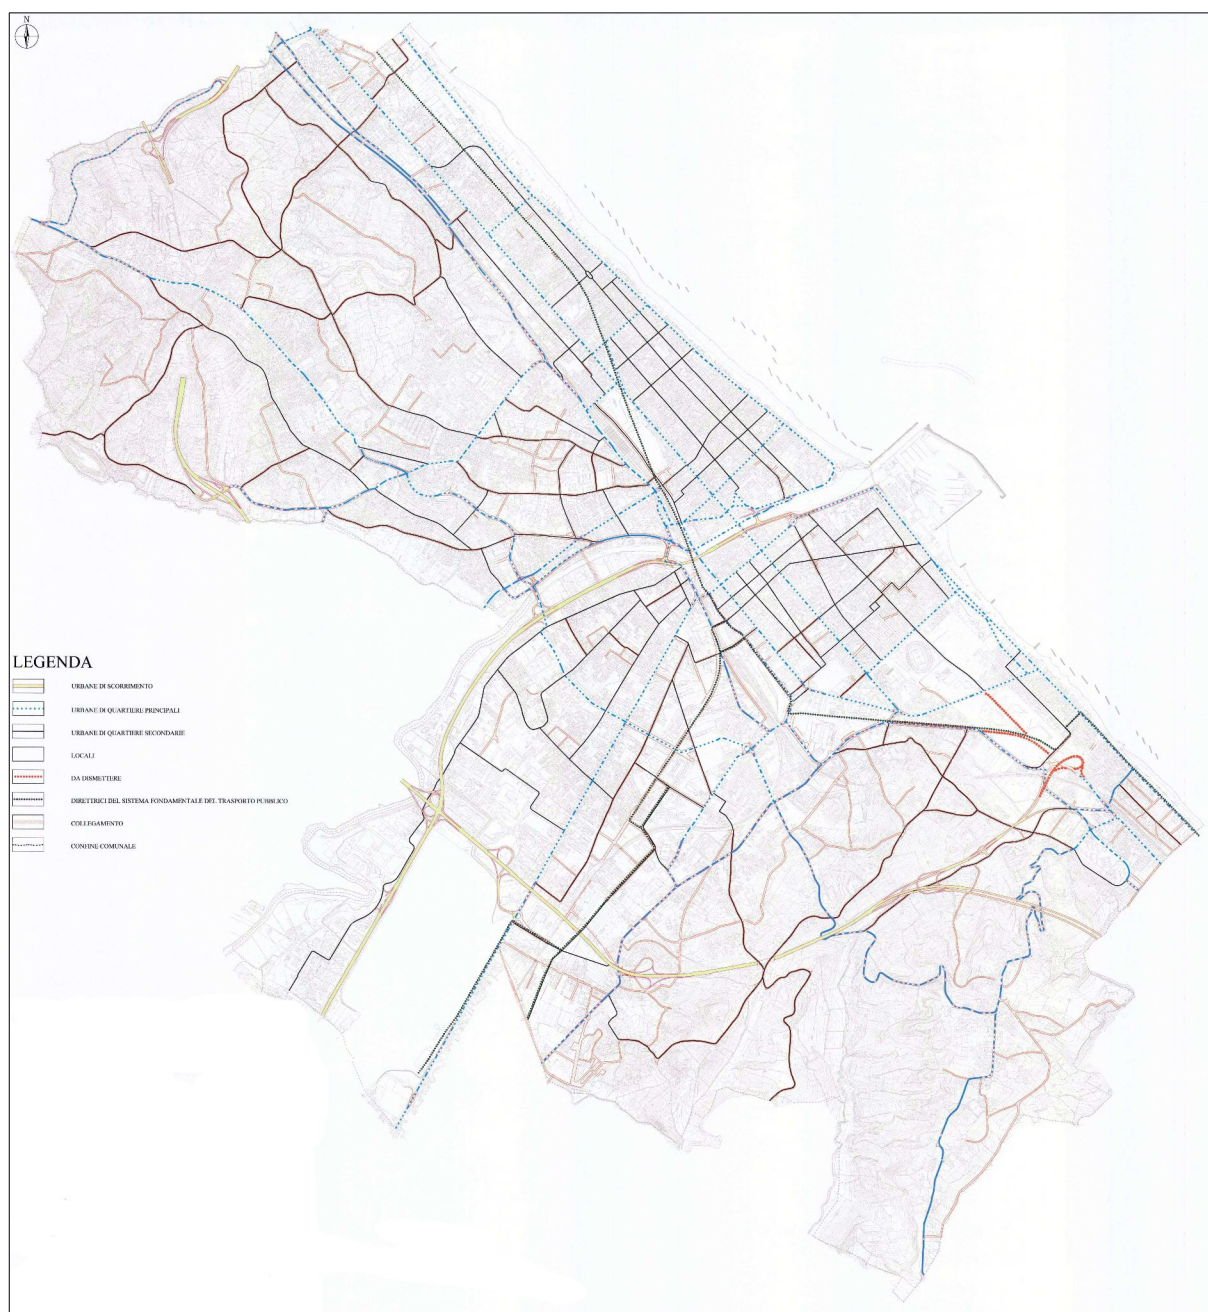 N
LEGENDA
URBANE DI SCORRIMENTO
URBANE DI QUARTIERE PRINCIPALI
URBANE DI QUARTIERE SECONDARIE
LOCALI
DA DISMETTERE
DIRETTRICI DEL SISTEMA FONDAMENTALE DEL TRASPORTO PUBBLICO
COLLEGAMENTO
CONFINE COMUNALE